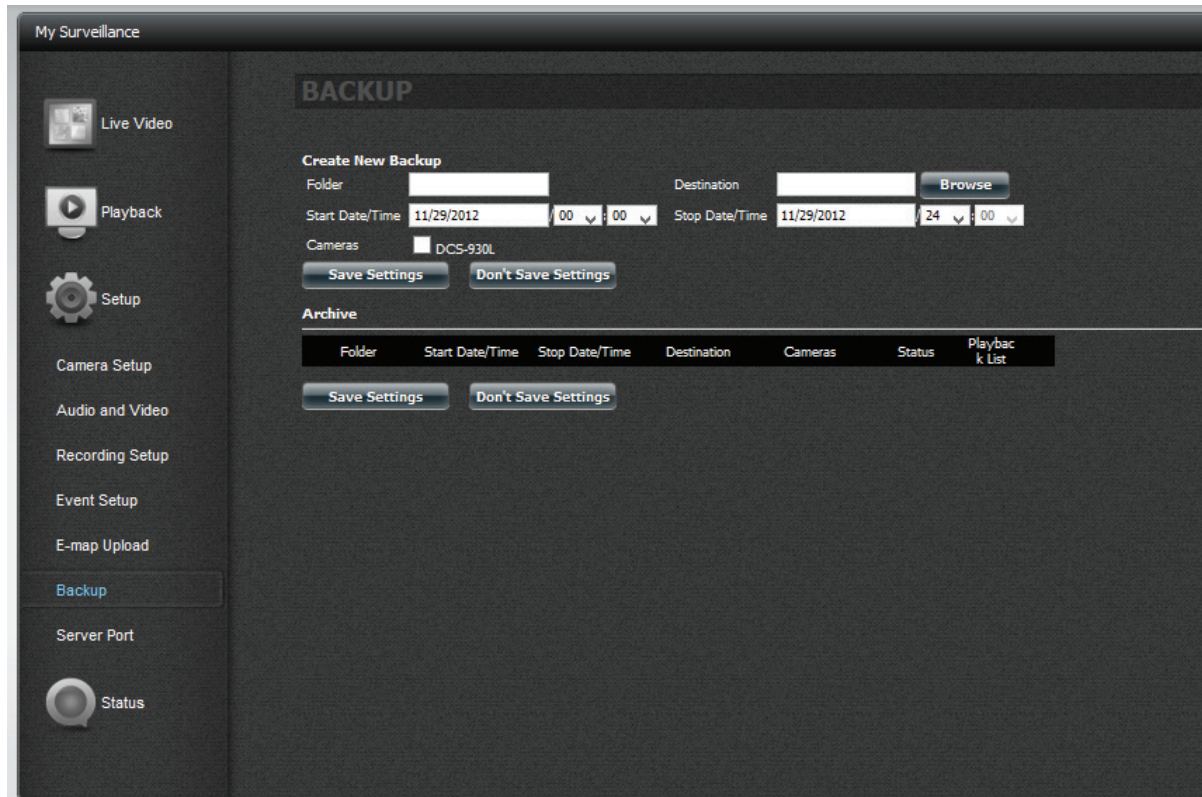 My Surveillance
Live Video
Playback
Setup
Camera Setup
Audio and Video
Recording Setup
Event Setup
E-map Upload
Backup
Server Port
Status
BACKUP
Create New Backup
Folder Destination Browse
Start Date/Time 11/29/2012 / 00 : 00 Stop Date/Time 11/29/2012 / 24 : 00
Cameras DCS-930L
Save Settings Don't Save Settings
Archive
Folder Start Date/Time Stop Date/Time Destination Cameras Status Playbac
k List
Save Settings Don't Save Settings